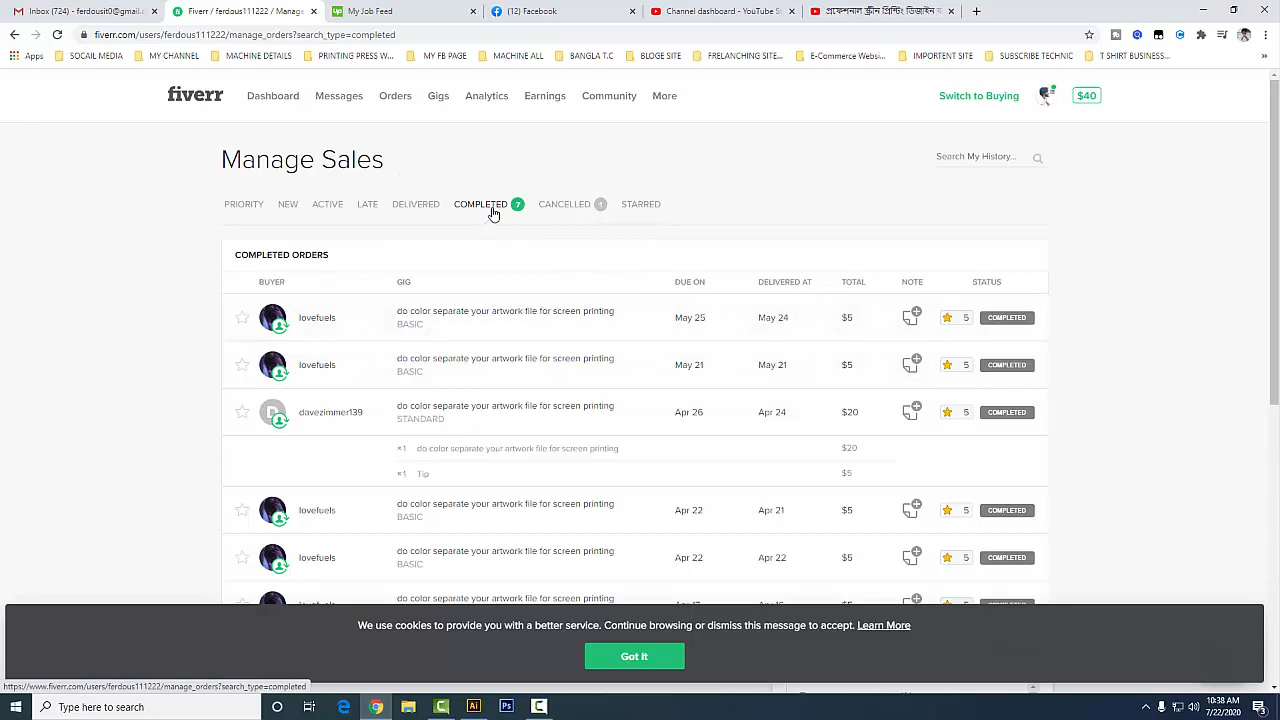 Inbox (724) - ferdousit0@gmail.c
Fiverr / ferdous111222 / Manage
My Job Feed
(12) Facebook
Channel dashboard - YouTube S
প্রফেশনাল স্ক্রীন প্রিন্টিং ডিজাইন ব
fiverr.com/users/ferdous111222/manage_orders?search_type=completed
Apps SOCAIL MEDIA MY CHANNEL MACHINE DETAILS PRINTING PRESS W... MY FB PAGE MACHINE ALL BANGLA T.C BLOGE SITE FRELANCHING SITE... E-Commerce Websi... IMPORTENT SITE SUBSCRIBE TECHNIC T SHIRT BUSINESS...
fiverr Dashboard Messages Orders Gigs Analytics Earnings Community More Switch to Buying $40
Manage Sales
Search My History...
PRIORITY NEW ACTIVE LATE DELIVERED COMPLETED 7 CANCELLED 1 STARRED
COMPLETED ORDERS
BUYER GIG DUE ON DELIVERED AT TOTAL NOTE STATUS
lovefuels do color separate your artwork file for screen printing May 25 May 24 $5 5 COMPLETED
BASIC
lovefuels do color separate your artwork file for screen printing May 21 May 21 $5 5 COMPLETED
BASIC
D davezimmer139 do color separate your artwork file for screen printing Apr 26 Apr 24 $20 5 COMPLETED
STANDARD
×1 do color separate your artwork file for screen printing $20
×1 Tip $5
lovefuels do color separate your artwork file for screen printing Apr 22 Apr 21 $5 5 COMPLETED
BASIC
lovefuels do color separate your artwork file for screen printing Apr 22 Apr 22 $5 5 COMPLETED
BASIC
do color separate your artwork file for screen printing
We use cookies to provide you with a better service. Continue browsing or dismiss this message to accept. Learn More
Got It
https://www.fiverr.com/users/ferdous111222/manage_orders?search_type=completed
Type here to search
10:38 AM
7/22/2020